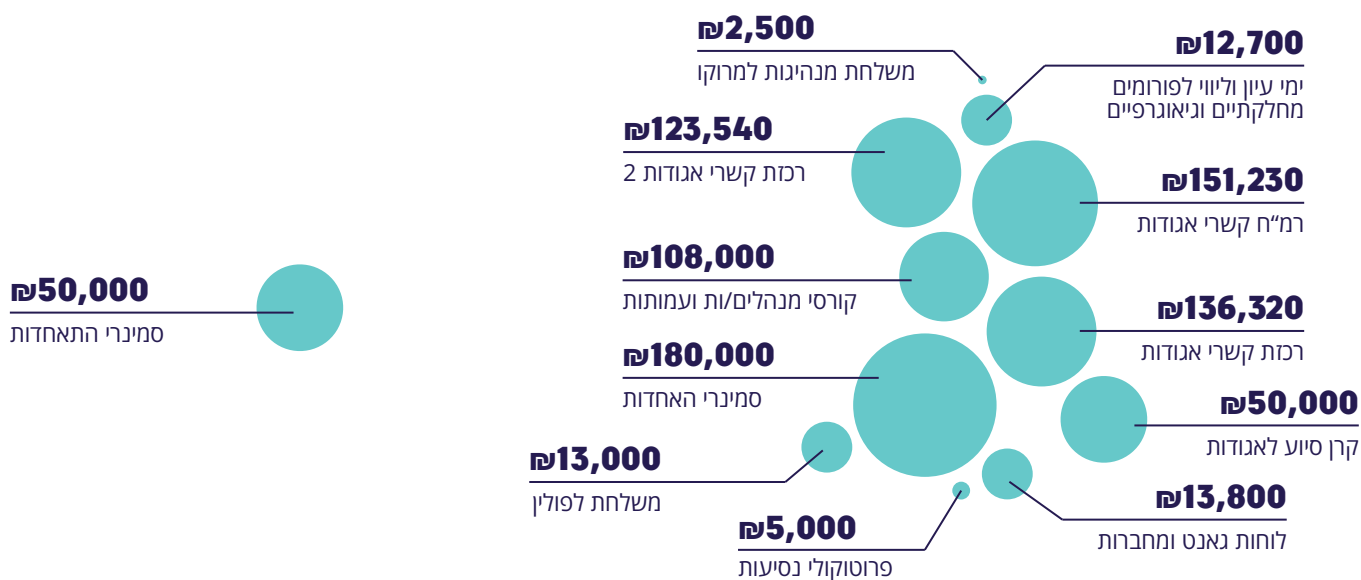 ₪2,500
משלחת מנהיגות למרוקו
₪12,700
ימי עיון וליווי לפורומים
מחלקתיים וגיאוגרפיים
₪123,540
רכזת קשרי אגודות 2
₪151,230
רמ״ח קשרי אגודות
₪108,000
קורסי מנהלים/ות ועמותות
₪50,000
סמינרי התאחדות
₪136,320
רכזת קשרי אגודות
₪180,000
סמינרי האחדות
₪50,000
קרן סיוע לאגודות
₪13,000
משלחת לפולין
₪13,800
לוחות גאנט ומחברות
₪5,000
פרוטוקולי נסיעות